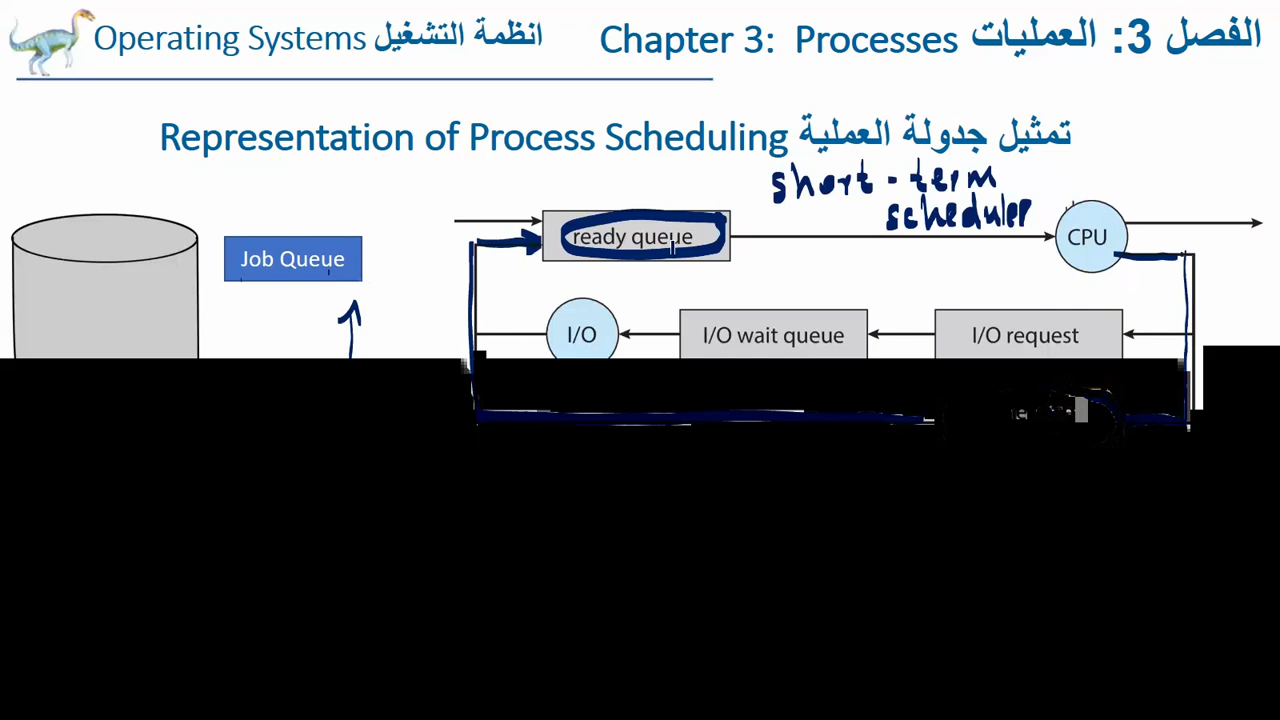 Operating Systems انظمة التشغيل
Chapter 3: Processes الفصل 3: العمليات
Representation of Process Scheduling تمثيل جدولة العملية
short-term
scheduler
ready queue
CPU
Job Queue
I/O
I/O wait queue
I/O request